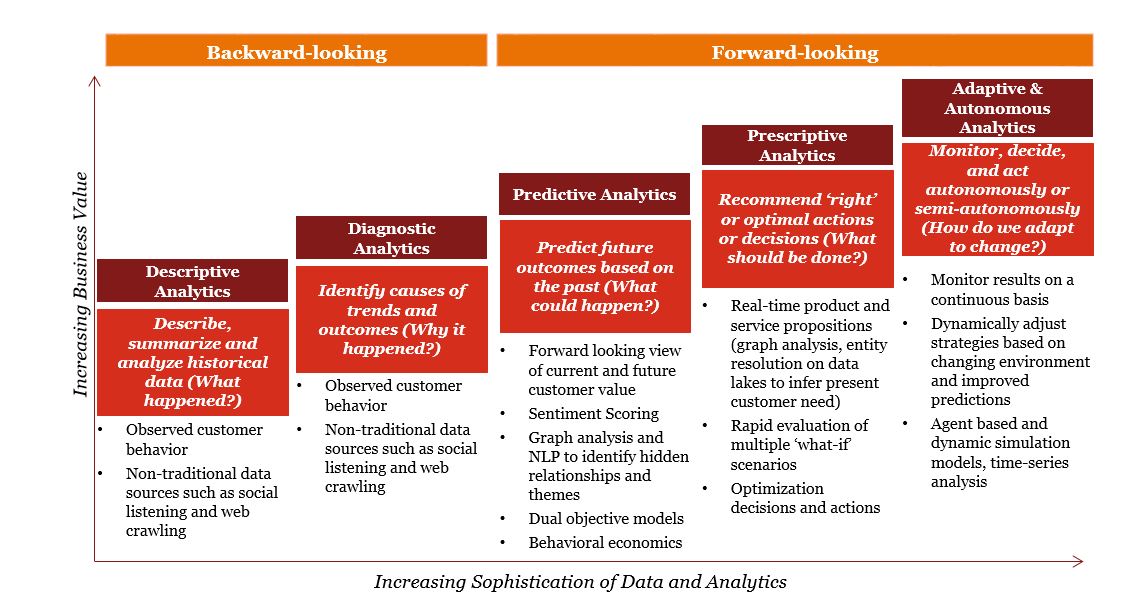 Backward-looking
Forward-looking
Increasing Business Value
Descriptive
Analytics
Describe,
summarize and
analyze historical
data (What
happened?)
• Observed customer
behavior
• Non-traditional data
sources such as social
listening and web
crawling
Diagnostic
Analytics
Identify causes of
trends and
outcomes (Why it
happened?)
• Observed customer
behavior
• Non-traditional data
sources such as social
listening and web
crawling
Predictive Analytics
Predict future
outcomes based on
the past (What
could happen?)
• Forward looking view
of current and future
customer value
• Sentiment Scoring
• Graph analysis and
NLP to identify hidden
relationships and
themes
• Dual objective models
• Behavioral economics
Prescriptive
Analytics
Recommend ‘right’
or optimal actions
or decisions (What
should be done?)
• Real-time product and
service propositions
(graph analysis, entity
resolution on data
lakes to infer present
customer need)
• Rapid evaluation of
multiple ‘what-if’
scenarios
• Optimization
decisions and actions
Adaptive &
Autonomous
Analytics
Monitor, decide,
and act
autonomously or
semi-autonomously
(How do we adapt
to change?)
• Monitor results on a
continuous basis
• Dynamically adjust
strategies based on
changing environment
and improved
predictions
• Agent based and
dynamic simulation
models, time-series
analysis
Increasing Sophistication of Data and Analytics